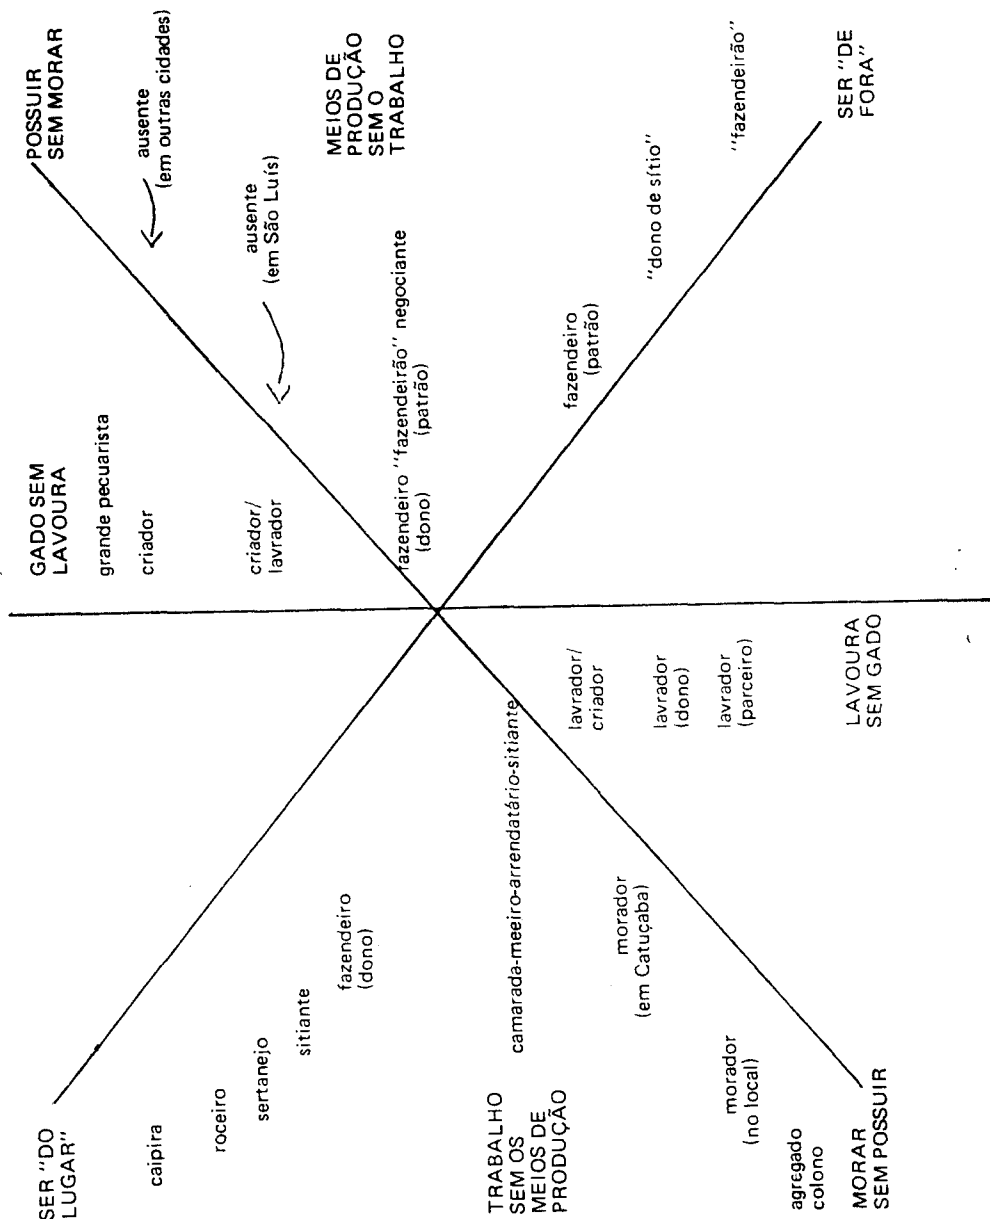 SER "DO
LUGAR"
GADO SEM
LAVOURA
POSSUIR
SEM MORAR
caipira
grande pecuarista
criador
ausente
(em outras cidades)
roceiro
sertanejo
criador/
lavrador
ausente
(em São Luís)
sitiante
fazendeiro
(dono)
MEIOS DE
PRODUÇÃO
SEM O
TRABALHO
fazendeiro "fazendeirão" negociante
(dono) (patrão)
TRABALHO
SEM OS
MEIOS DE
PRODUÇÃO
camarada-meeiro-arrendatário-sitiante
lavrador/
criador
fazendeiro
(patrão)
morador
(em Catuçaba)
lavrador
(dono)
"dono de sítio"
morador
(no local)
lavrador
(parceiro)
"fazendeirão"
agregado
colono
MORAR
SEM POSSUIR
LAVOURA
SEM GADO
SER "DE
FORA"